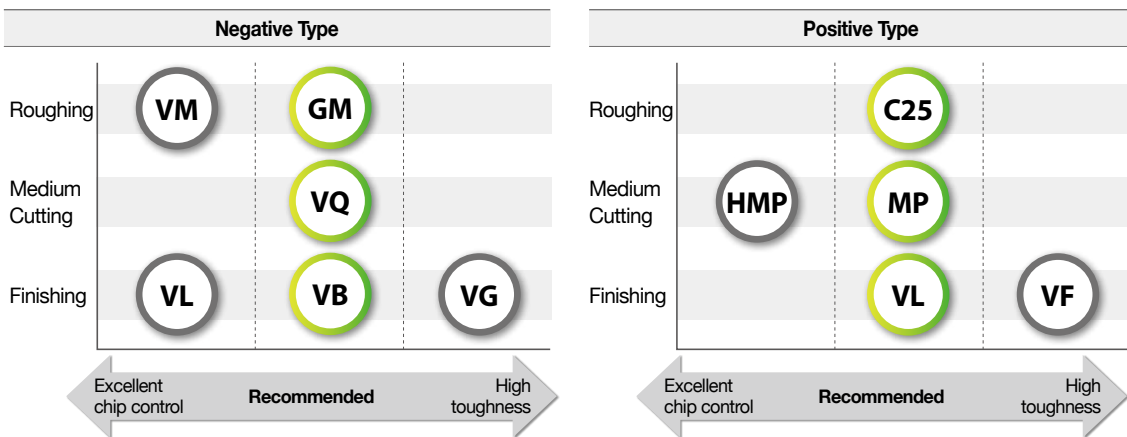 Negative Type
Roughing
VM
GM
Medium
Cutting
VQ
Finishing
VL
VB
VG
Excellent
chip control
Recommended
High
toughness
Positive Type
Roughing
C25
Medium
Cutting
HMP
MP
Finishing
VL
VF
Excellent
chip control
Recommended
High
toughness